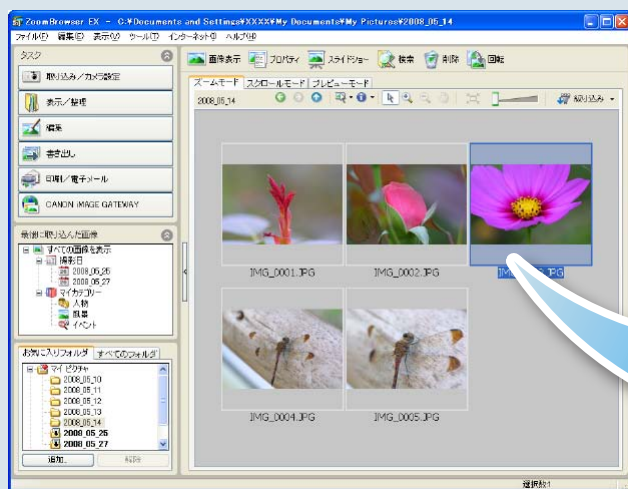 ZoomBrowser EX - C:¥Documents and Settings¥XXXX¥My Documents¥My Pictures¥2008_05_14
ファイル(F) 編集(E) 表示(V) ツール(T) インターネット(I) ヘルプ(H)
タスク
取り込み/カメラ設定
表示/整理
編集
書き出し
印刷/電子メール
CANON iMAGE GATEWAY
最後に取り込んだ画像
すべての画像を表示
撮影日
2008_05_26
2008_05_27
マイカテゴリー
人物
風景
イベント
お気に入りフォルダ すべてのフォルダ
マイ ピクチャ
2008_05_10
2008_05_11
2008_05_12
2008_05_13
2008_05_14
2008_05_26
2008_05_27
追加... 解除
画像表示 プロパティ スライドショー 検索 削除 回転
ズームモード スクロールモード プレビューモード
2008_05_14
絞り込み
IMG_0001.JPG IMG_0002.JPG
IMG_0004.JPG IMG_0005.JPG
選択数:1